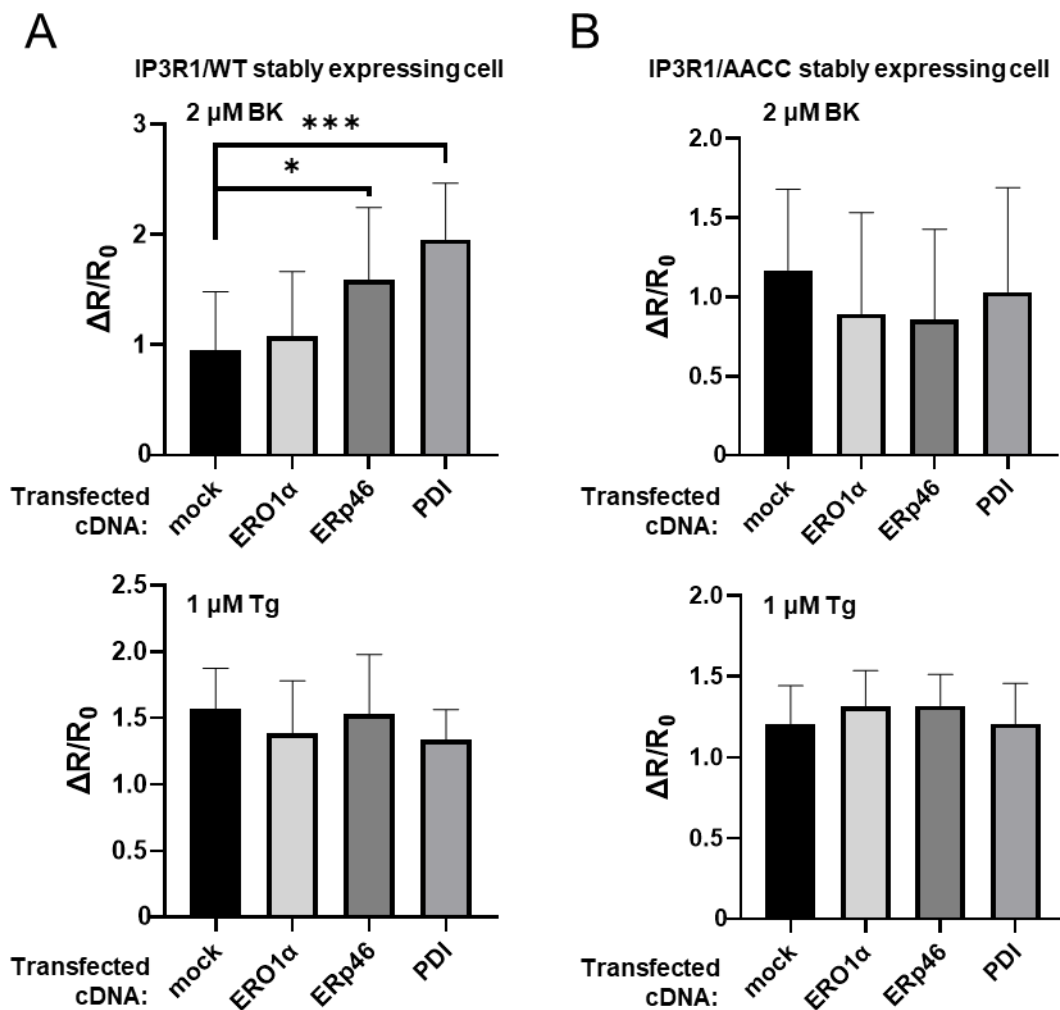 A
IP3R1/WT stably expressing cell
2 µM BK
***
*
3
2
1
0
ΔR/R0
Transfected
cDNA:
mock
ERO1α
ERp46
PDI
1 µM Tg
2.5
2.0
1.5
1.0
0.5
0
ΔR/R0
Transfected
cDNA:
mock
ERO1α
ERp46
PDI
B
IP3R1/AACC stably expressing cell
2 µM BK
2.0
1.5
1.0
0.5
0
ΔR/R0
Transfected
cDNA:
mock
ERO1α
ERp46
PDI
1 µM Tg
2.0
1.5
1.0
0.5
0
ΔR/R0
Transfected
cDNA:
mock
ERO1α
ERp46
PDI